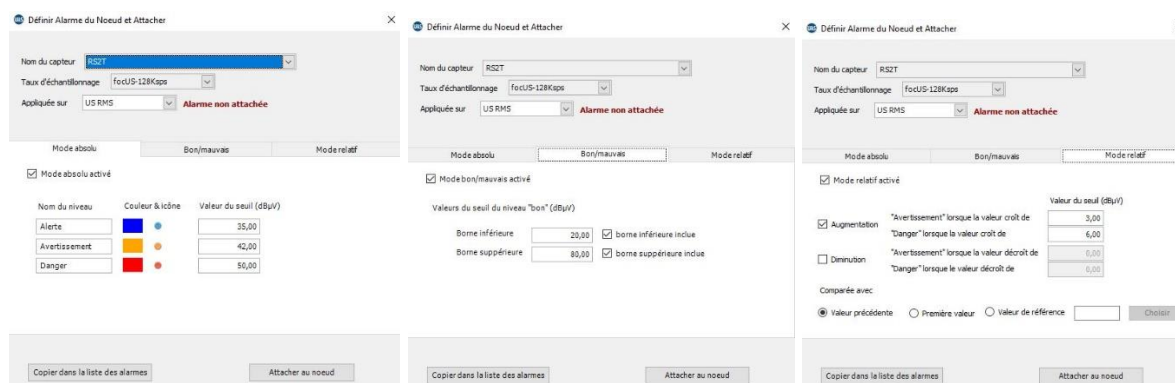 Définir Alarme du Noeud et Attacher
Nom du capteur RS2T
Taux d'échantillonnage focUS-128Ksps
Appliquée sur US RMS Alarme non attachée
Mode absolu Bon/mauvais Mode relatif
Mode absolu activé
Nom du niveau Couleur & icône Valeur du seuil (dBµV)
Alerte 35,00
Avertissement 42,00
Danger 50,00
Copier dans la liste des alarmes Attacher au noeud
Définir Alarme du Noeud et Attacher
Nom du capteur RS2T
Taux d'échantillonnage focUS-128Ksps
Appliquée sur US RMS Alarme non attachée
Mode absolu Bon/mauvais Mode relatif
Mode bon/mauvais activé
Valeurs du seuil du niveau "bon" (dBµV)
Borne inférieure 20,00 borne inférieure inclue
Borne suppérieure 80,00 borne suppérieure inclue
Copier dans la liste des alarmes Attacher au noeud
Définir Alarme du Noeud et Attacher
Nom du capteur RS2T
Taux d'échantillonnage focUS-128Ksps
Appliquée sur US RMS Alarme non attachée
Mode absolu Bon/mauvais Mode relatif
Mode relatif activé
Valeur du seuil (dBµV)
Augmentation "Avertissement" lorsque la valeur croît de 3,00
"Danger" lorsque la valeur croît de 6,00
Diminution "Avertissement" lorsque la valeur décroît de 0,00
"Danger" lorsque le valeur décroît de 0,00
Comparée avec
Valeur précédente Première valeur Valeur de référence Choisir
Copier dans la liste des alarmes Attacher au noeud